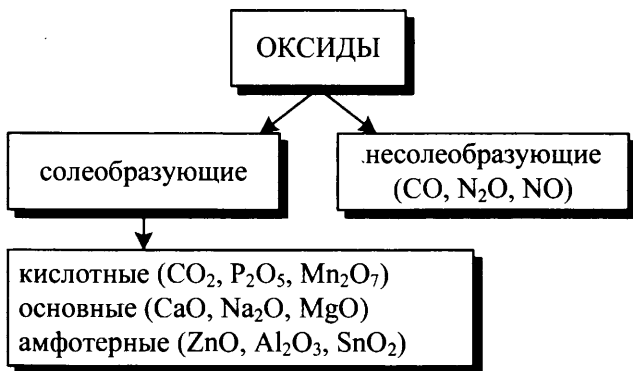 ОКСИДЫ
солеобразующие
несолеобразующие
(CO, N₂O, NO)
кислотные (CO₂, P₂O₅, Mn₂O₇)
основные (CaO, Na₂O, MgO)
амфотерные (ZnO, Al₂O₃, SnO₂)